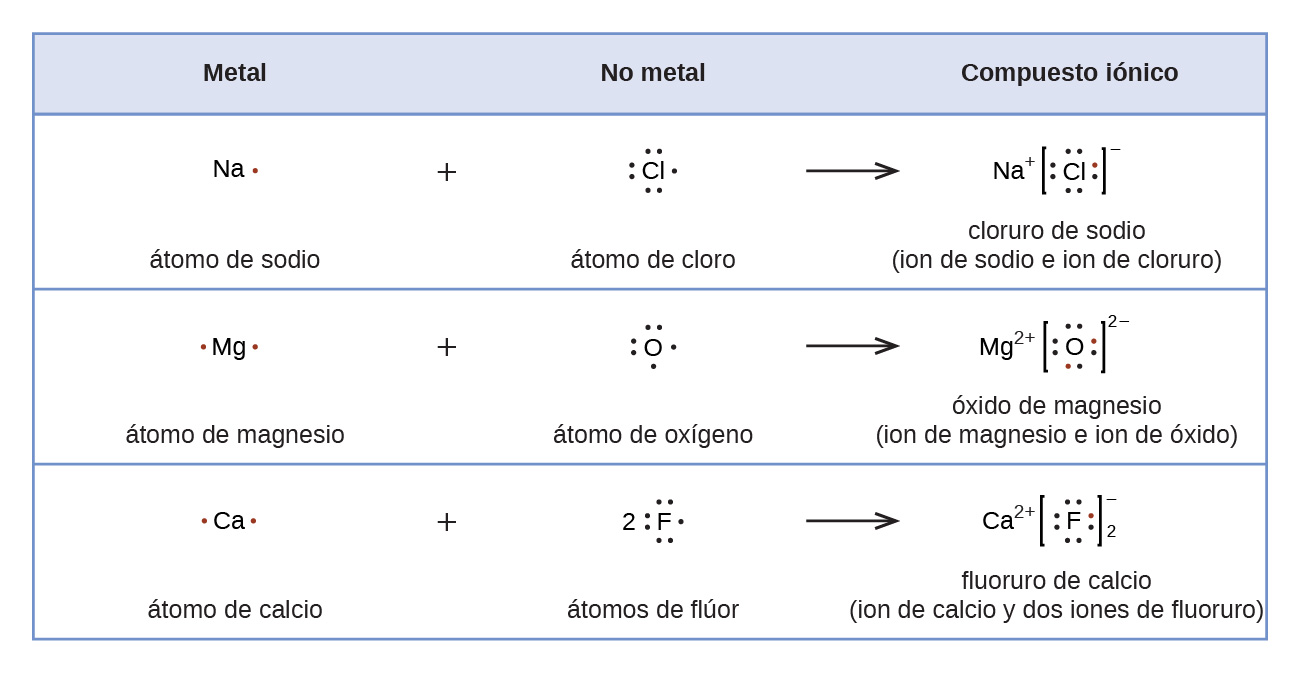 Metal No metal Compuesto iónico
Na + Cl → Na⁺ [Cl]⁻
átomo de sodio átomo de cloro cloruro de sodio
(ion de sodio e ion de cloruro)
Mg + O → Mg²⁺ [O]²⁻
átomo de magnesio átomo de oxígeno óxido de magnesio
(ion de magnesio e ion de óxido)
Ca + 2 F → Ca²⁺ [F]₂⁻
átomo de calcio átomos de flúor fluoruro de calcio
(ion de calcio y dos iones de fluoruro)